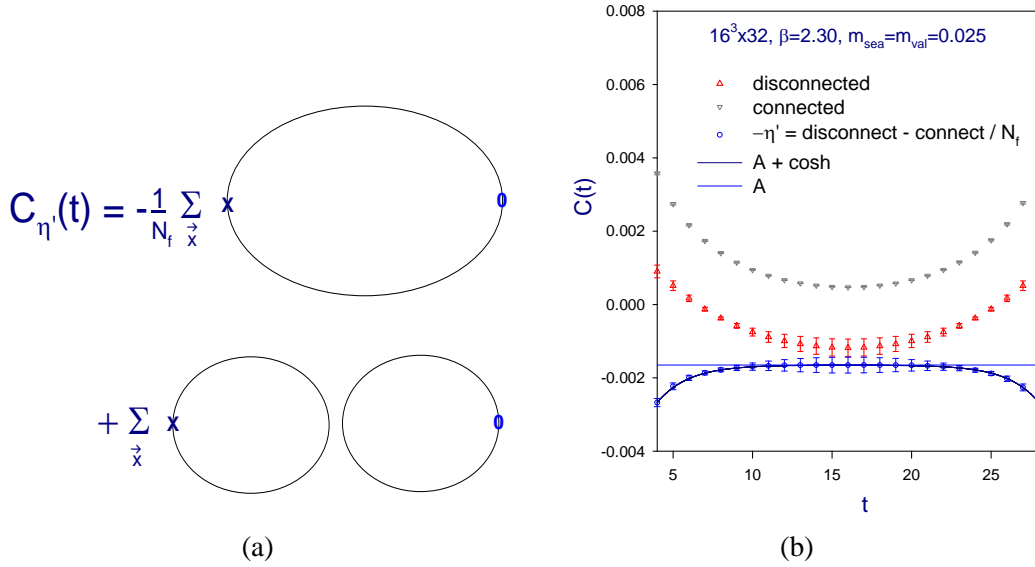 C_η'(t) = -1/N_f Σ_x⃗ x 0
+ Σ_x⃗ x 0
(a)
0.008
0.006
0.004
0.002
0.000
-0.002
-0.004
C(t)
16³x32, β=2.30, m_sea=m_val=0.025
disconnected
connected
−η' = disconnect - connect / N_f
A + cosh
A
5 10 15 20 25
t
(b)